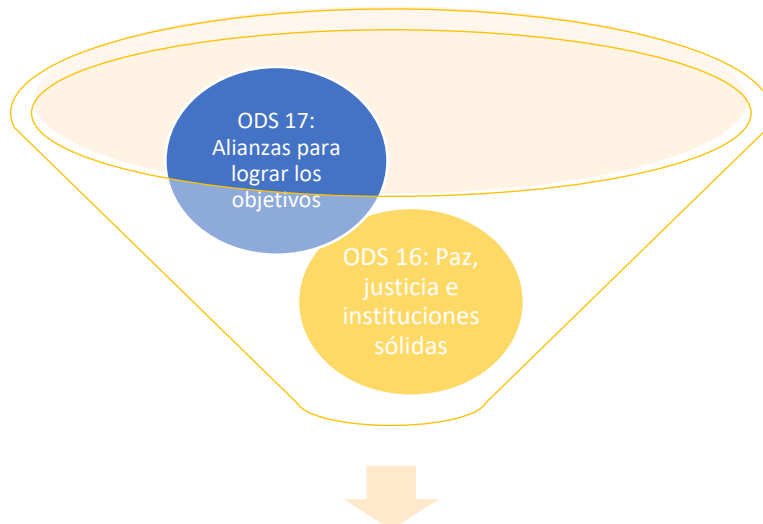 ODS 17:
Alianzas para
lograr los
objetivos
ODS 16: Paz,
justicia e
instituciones
sólidas